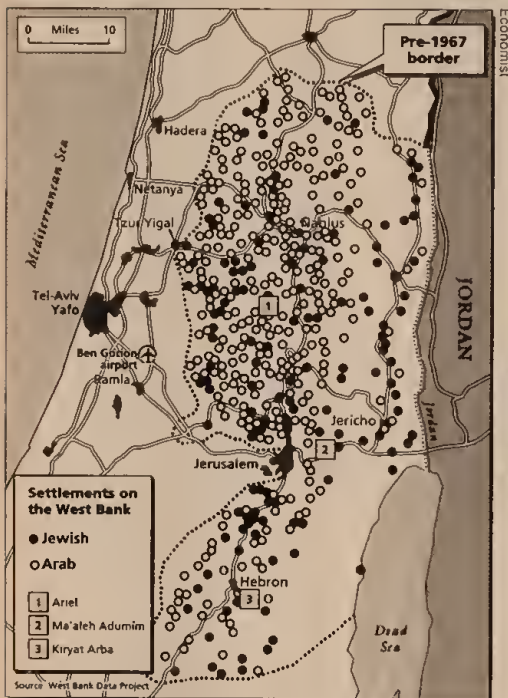 Economist
0 Miles 10
Pre-1967
border
Hadera
Mediterranean Sea
Netanya
Tzur Yigal
Nablus
Tel-Aviv
Yafo
1
JORDAN
Ben Gurion
airport
Ramla
Jericho
Jordan
2
Jerusalem
Settlements on
the West Bank
Jewish
Arab
1 Ariel
2 Ma'aleh Adumim
3 Kiryat Arba
Hebron
3
Dead
Sea
Source West Bank Data Project